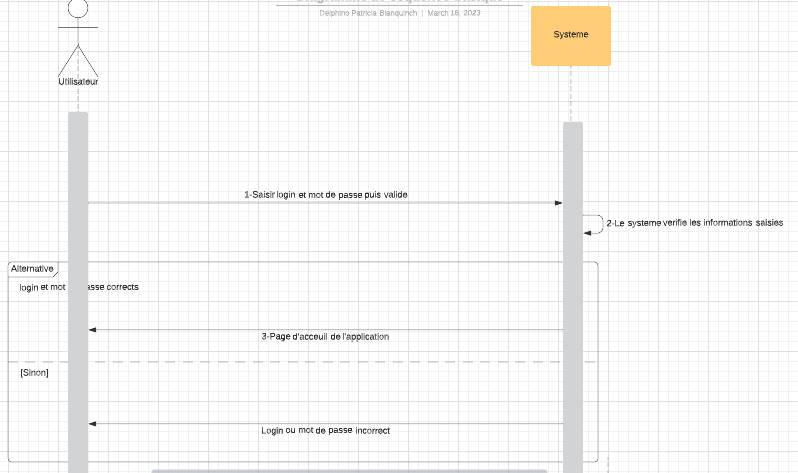 Delphino Patricia Blanquirich | March 16, 2023
Systeme
Utilisateur
1-Saisir login et mot de passe puis valide
2-Le systeme verifie les informations saisies
Alternative
login et mot asse corrects
3-Page d'acceuil de l'application
[Sinon]
Login ou mot de passe incorrect